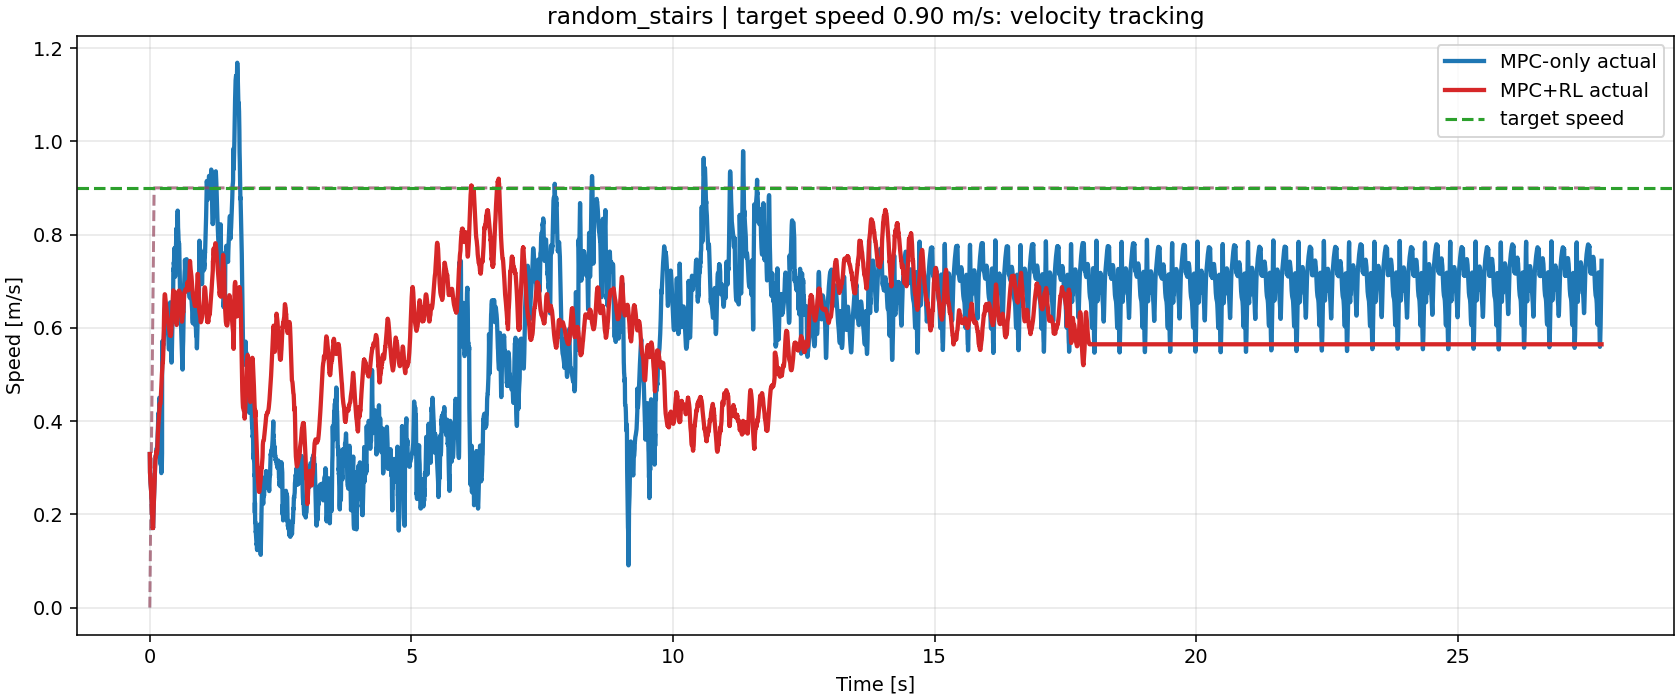 random_stairs | target speed 0.90 m/s: velocity tracking
MPC-only actual
MPC+RL actual
target speed
Speed [m/s]
1.2
1.0
0.8
0.6
0.4
0.2
0.0
0 5 10 15 20 25
Time [s]